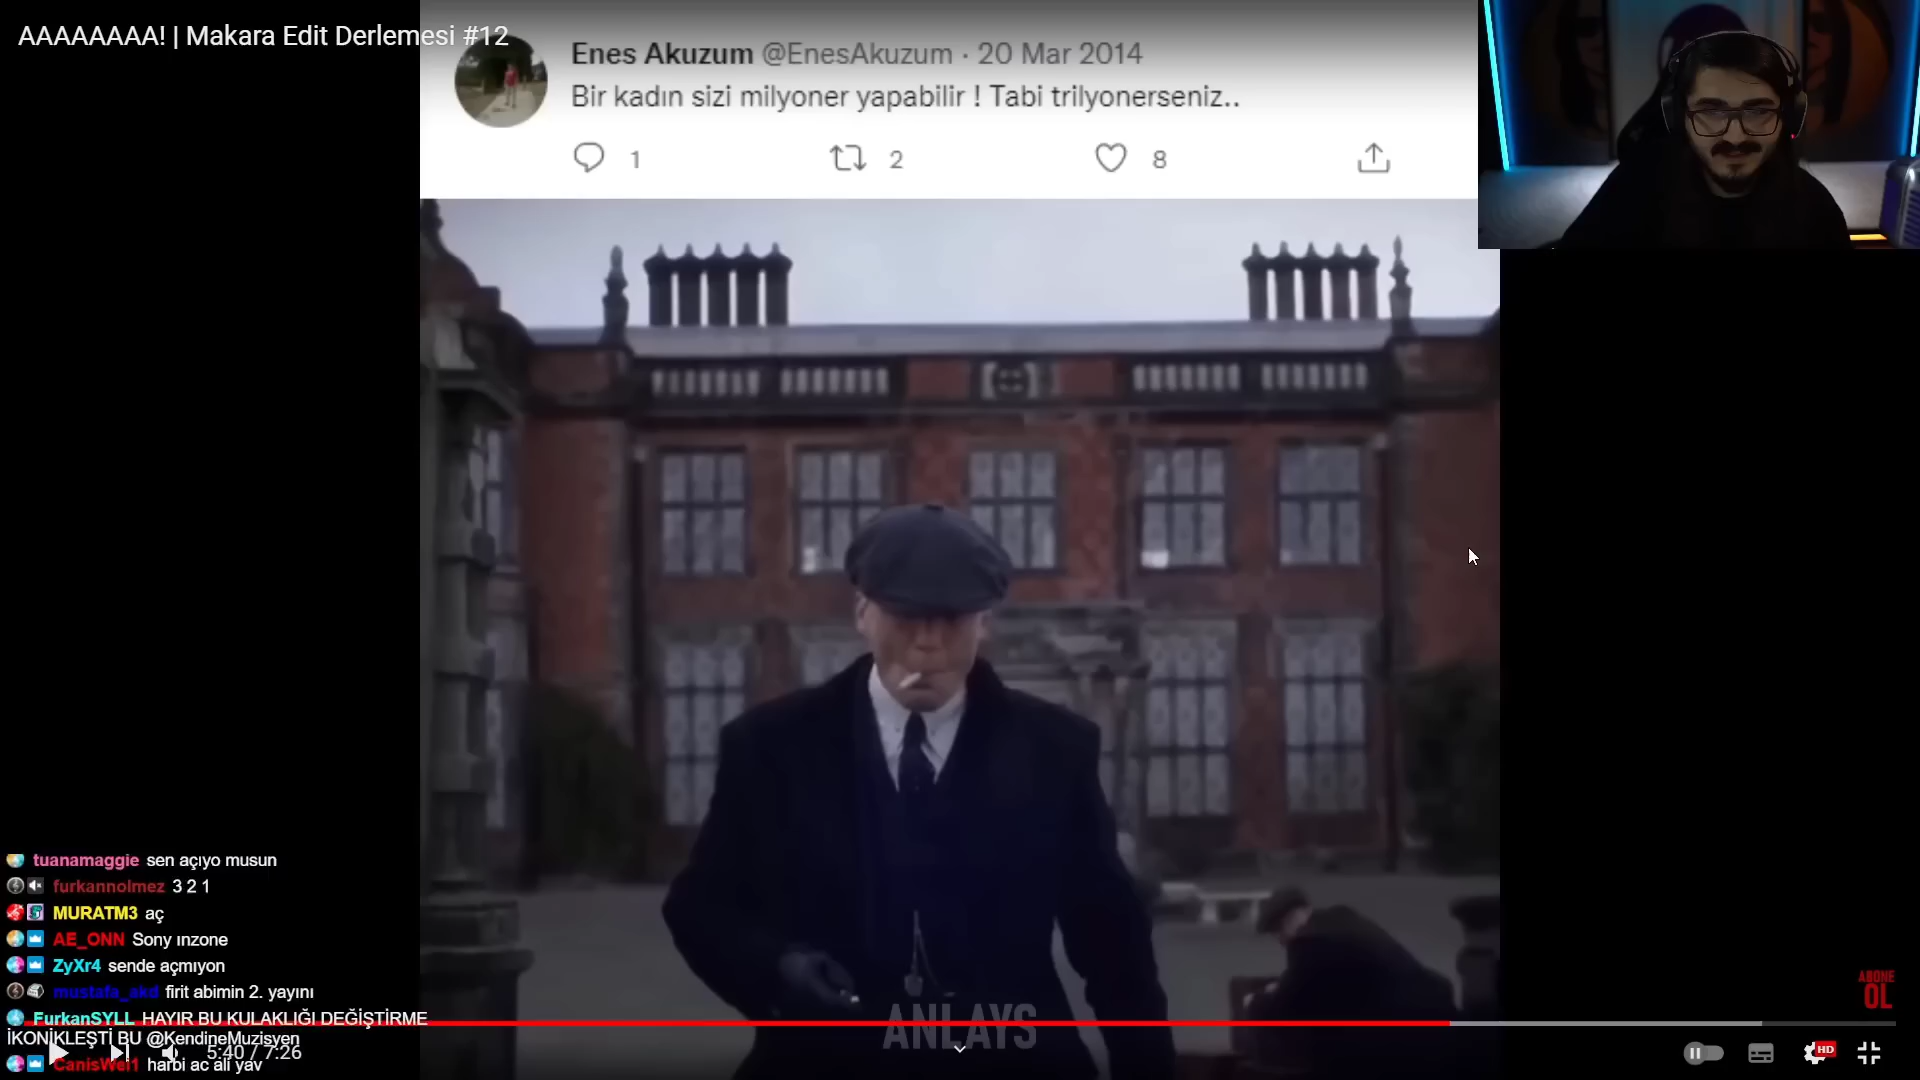 AAAAAAAA! | Makara Edit Derlemesi #12
Enes Akuzum @EnesAkuzum · 20 Mar 2014
Bir kadın sizi milyoner yapabilir ! Tabi trilyonerseniz..
1 2 8
tuanamaggie sen açıyo musun
furkannolmez 3 2 1
MURATM3 aç
AE_ONN Sony ınzone
ZyXr4 sende açmıyon
mustafa_akd firit abimin 2. yayını
FurkanSYLL HAYIR BU KULAKLIĞI DEĞİŞTİRME
İKONİKLEŞTİ BU @KendineMuzisyen
CanisWei1 harbi ac ali yav
5:40 / 7:26
ANLAYS
ABONE
OL
HD